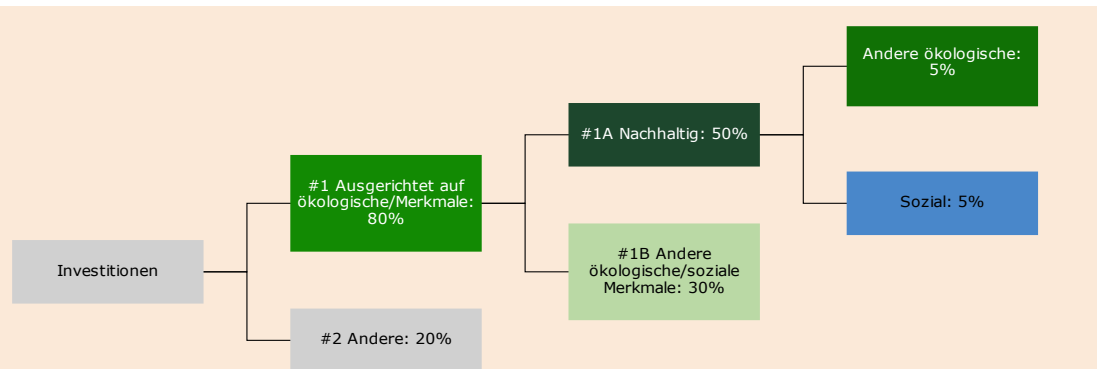 Investitionen
#1 Ausgerichtet auf
ökologische/Merkmale:
80%
#2 Andere: 20%
#1A Nachhaltig: 50%
#1B Andere
ökologische/soziale
Merkmale: 30%
Andere ökologische:
5%
Sozial: 5%